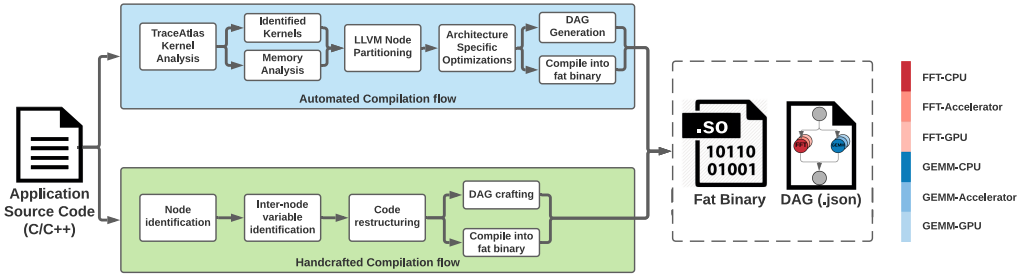 Application
Source Code
(C/C++)
TraceAtlas
Kernel
Analysis
Identified
Kernels
Memory
Analysis
LLVM Node
Partitioning
Architecture
Specific
Optimizations
DAG
Generation
Compile into
fat binary
Automated Compilation flow
Node
identification
Inter-node
variable
identification
Code
restructuring
DAG crafting
Compile into
fat binary
Handcrafted Compilation flow
.so
10110
01001
Fat Binary
FFT
GEMM
DAG (.json)
FFT-CPU
FFT-Accelerator
FFT-GPU
GEMM-CPU
GEMM-Accelerator
GEMM-GPU